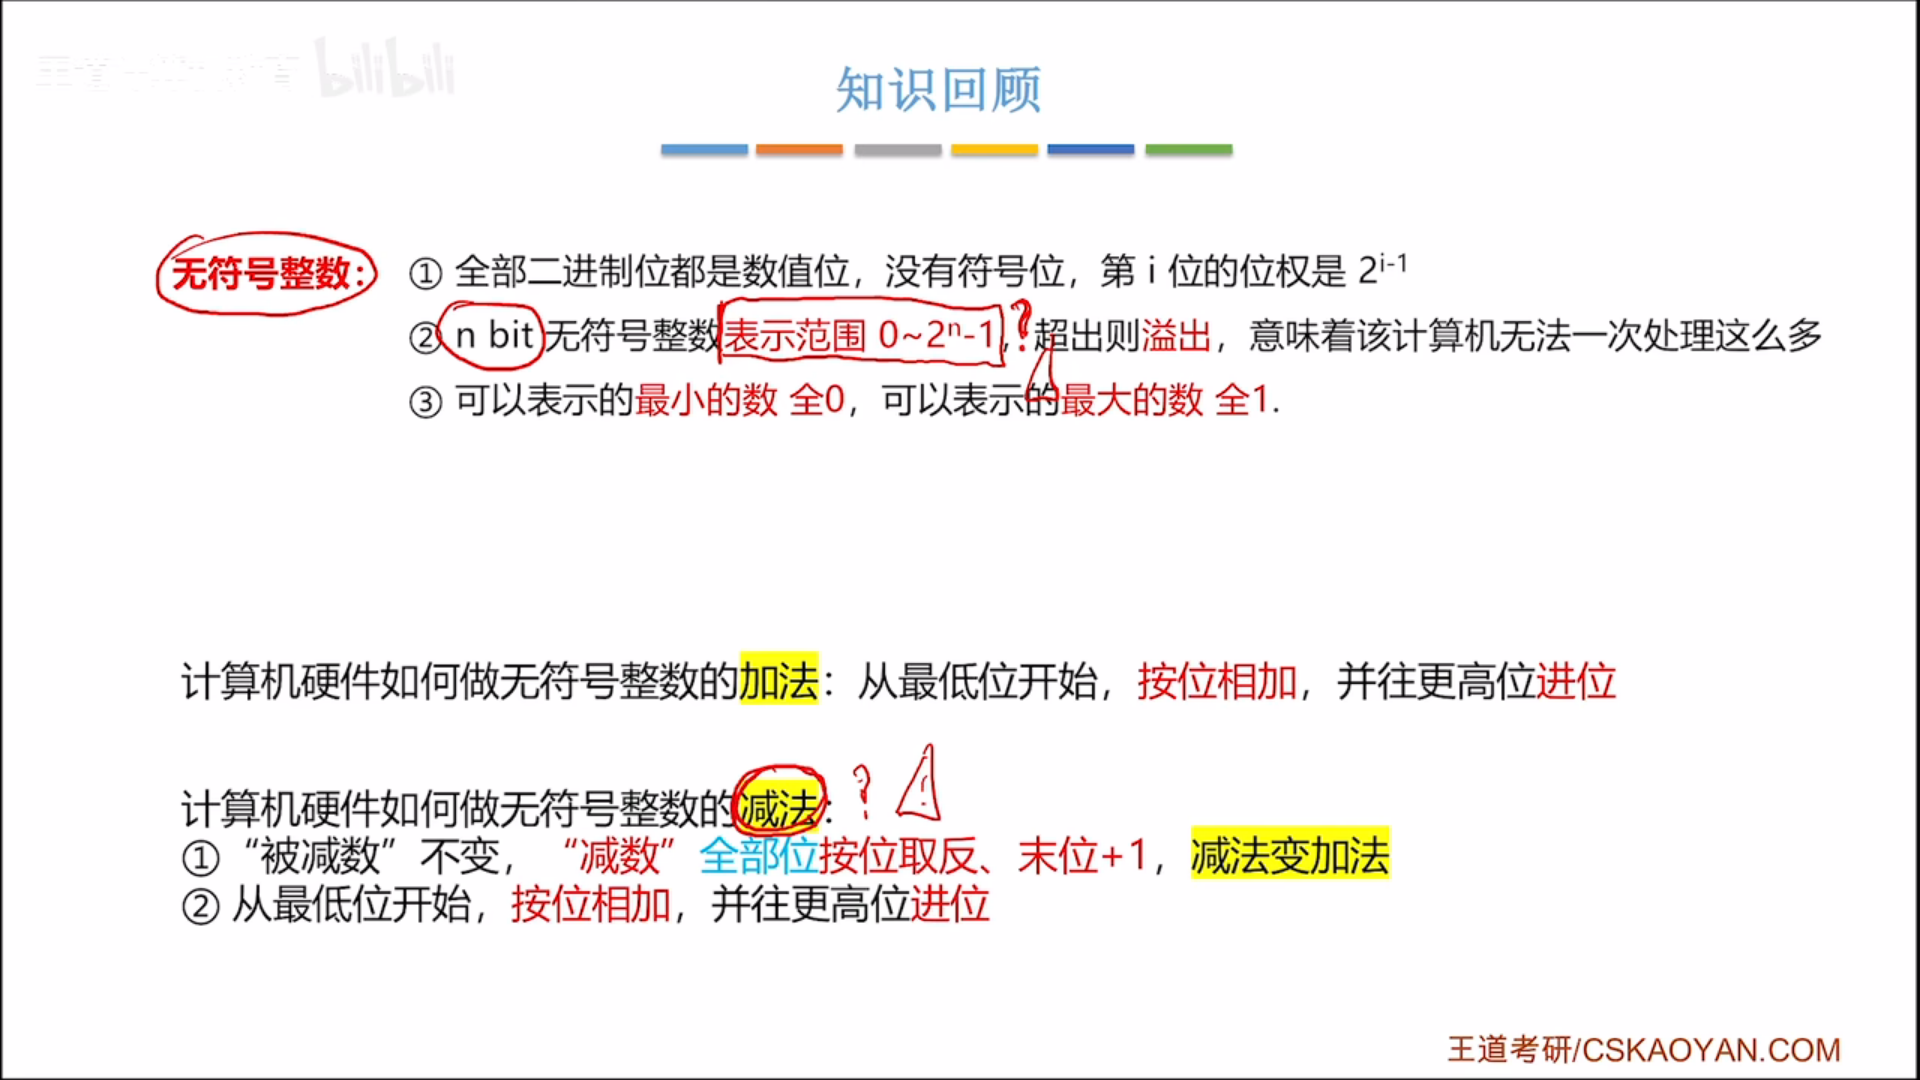 bilibili
知识回顾
无符号整数：
① 全部二进制位都是数值位，没有符号位，第 i 位的位权是 2ⁱ⁻¹
② n bit 无符号整数表示范围 0~2ⁿ-1，?超出则溢出，意味着该计算机无法一次处理这么多
③ 可以表示的最小的数 全0，可以表示的最大的数 全1.
计算机硬件如何做无符号整数的加法：从最低位开始，按位相加，并往更高位进位
计算机硬件如何做无符号整数的减法：?
①“被减数”不变，“减数”全部位按位取反、末位+1，减法变加法
② 从最低位开始，按位相加，并往更高位进位
王道考研/CSKAOYAN.COM